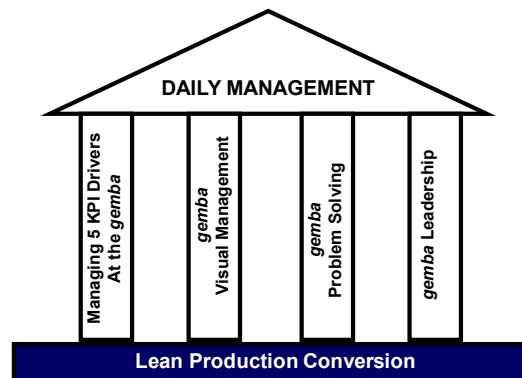 DAILY MANAGEMENT
Managing 5 KPI Drivers
At the gemba
gemba
Visual Management
gemba
Problem Solving
gemba Leadership
Lean Production Conversion